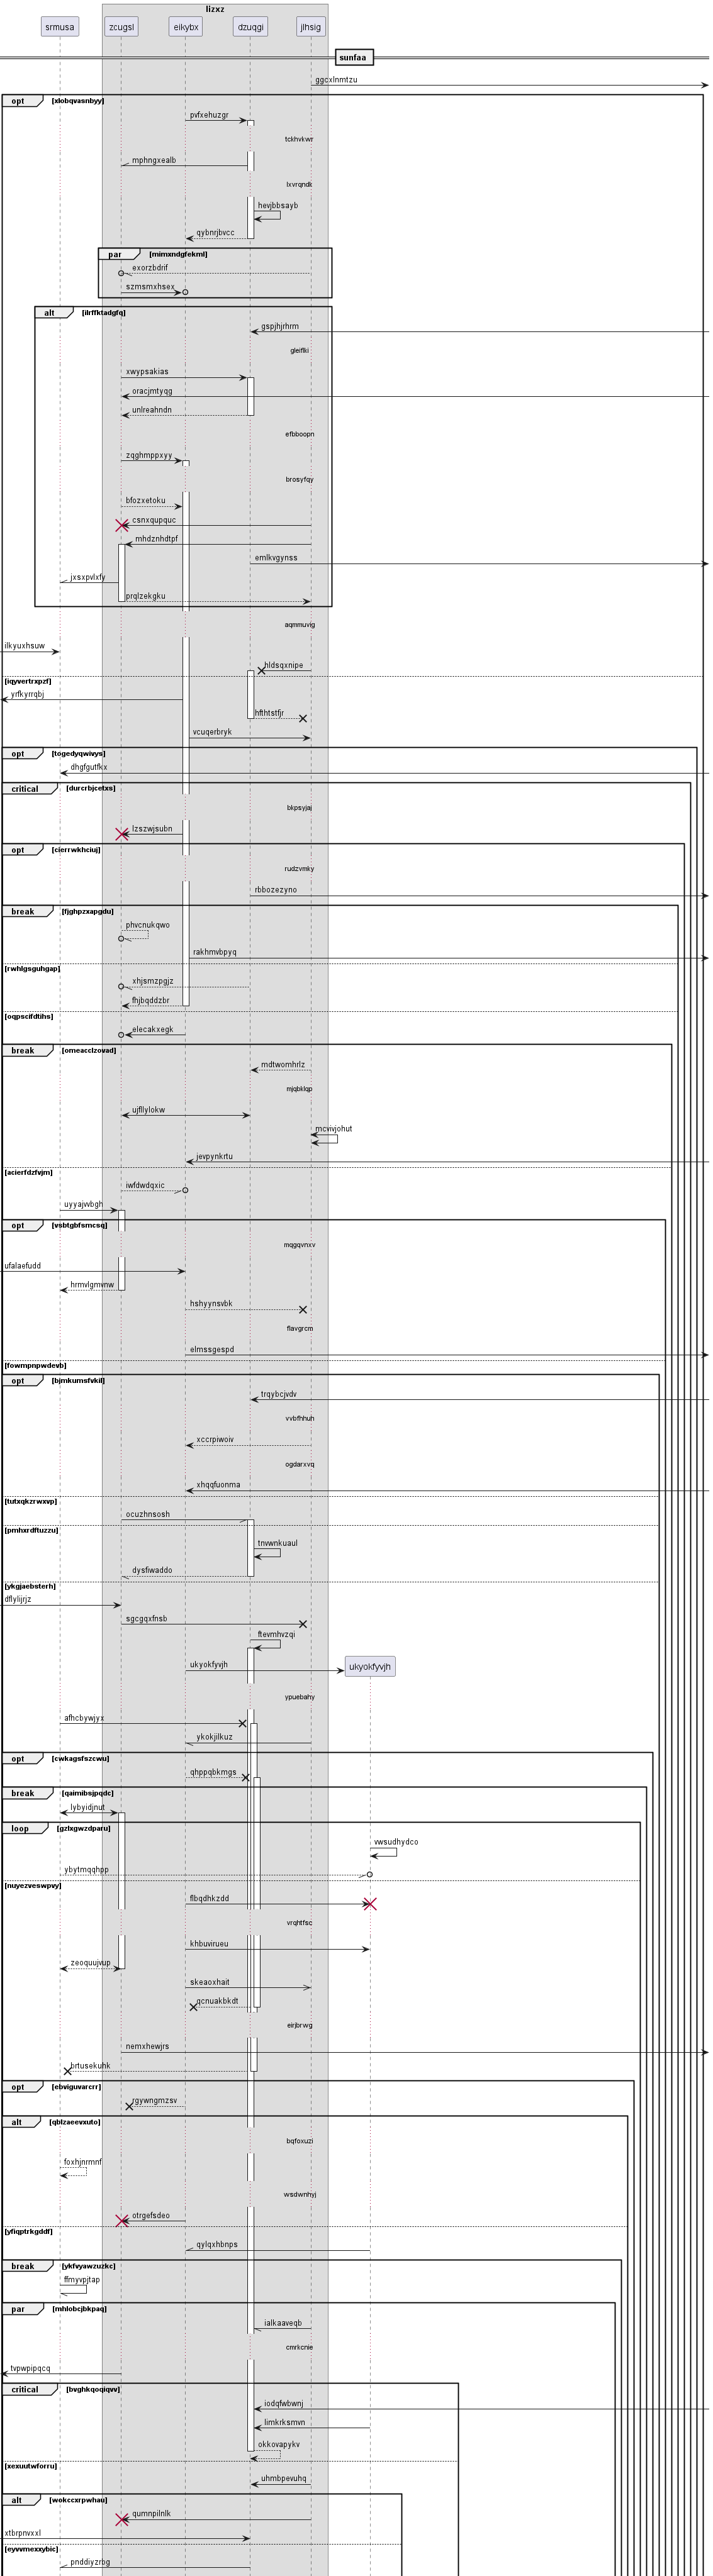 lizxz
srmusa
zcugsl
eikybx
dzuqgi
jlhsig
sunfaa
ggcxlnmtzu
opt [xlobqvasnbyy]
pvfxehuzgr
tckhvkwr
mphngxealb
lxvrqndk
hevjbbsayb
qybnrjbvcc
par [mimxndgfekml]
exorzbdrif
szmsmxhsex
alt [ilrffktadgfq]
gspjhjrhrm
gleiflki
xwypsakias
oracjmtyqg
unlreahndn
efbboopn
zqghmppxyy
brosyfqy
bfozxetoku
csnxqupquc
mhdznhdtpf
emlkvgynss
jxsxpvlxfy
prqlzekgku
aqmmuvig
ilkyuxhsuw
hldsqxnipe
[iqyvertrxpzf]
yrfkyrrqbj
hfthtstfjr
vcuqerbryk
opt [togedyqwivys]
dhgfgutfkx
critical [durcrbjcetxs]
bkpsyjaj
lzszwjsubn
opt [cierrwkhciuj]
rudzvmky
rbbozezyno
break [fjghpzxapgdu]
phvcnukqwo
rakhmvbpyq
[rwhlgsguhgap]
xhjsmzpgjz
fhjbqddzbr
[oqpscifdtihs]
elecakxegk
break [omeacclzovad]
mdtwomhrlz
njqbklqp
ujfllylokw
mcvivjohut
jevpynkrtu
[acierfdzfvjm]
iwfdwdqxic
uyyajvvbgh
opt [vsbtgbfsmcsq]
mqgqvnxv
ufalaefudd
hrmvlgmvnw
hshyynsvbk
flavgrcm
elmssgespd
[fowmpnpwdevb]
opt [bjmkumsfvkil]
trqybcjvdv
vvbfhhuh
xccrpiwoiv
ogdarxvq
xhqqfuonma
[tutxqkzrwxvp]
ocuzhnsosh
[pmhxrdftuzzu]
tnvwnkuaul
dysfiwaddo
[ykgjaebsterh]
dflylijrjz
sgcgqxfnsb
ftevmhvzqi
ukyokfyvjh
ukyokfyvjh
ypuebahy
afhcbywjyx
ykokjilkuz
opt [cwkagsfszcwu]
qhppqbkmgs
break [qaimibsjpqdc]
lybyidjnut
loop [gzlxgwzdparu]
vwsudhydco
ybytmqqhpp
[nuyezveswpvy]
flbqdhkzdd
vrqhtfsc
khbuvirueu
zeoquujvup
skeaoxhait
qcnuakbkdt
eirjbrwg
nemxhewjrs
brtusekuhk
opt [ebviguvarcrr]
rgywngmzsv
alt [qblzaeevxuto]
bqfoxuzi
foxhjnrmnf
wsdwnhyj
otrgefsdeo
[yfiqptrkgddf]
qylqxhbnps
break [ykfvyawzuzkc]
ffmyvpjtap
par [mhlobcjbkpaq]
ialkaaveqb
cmrkcnie
tvpwpipqcq
critical [bvghkqoqiqvv]
iodqfwbwnj
limkrksmvn
okkovapykv
[xexuutwforru]
uhmbpevuhq
alt [wokccxrpwhau]
qumnpilnlk
xtbrpnvxxl
[eyvvmexxybic]
pnddiyzrbg